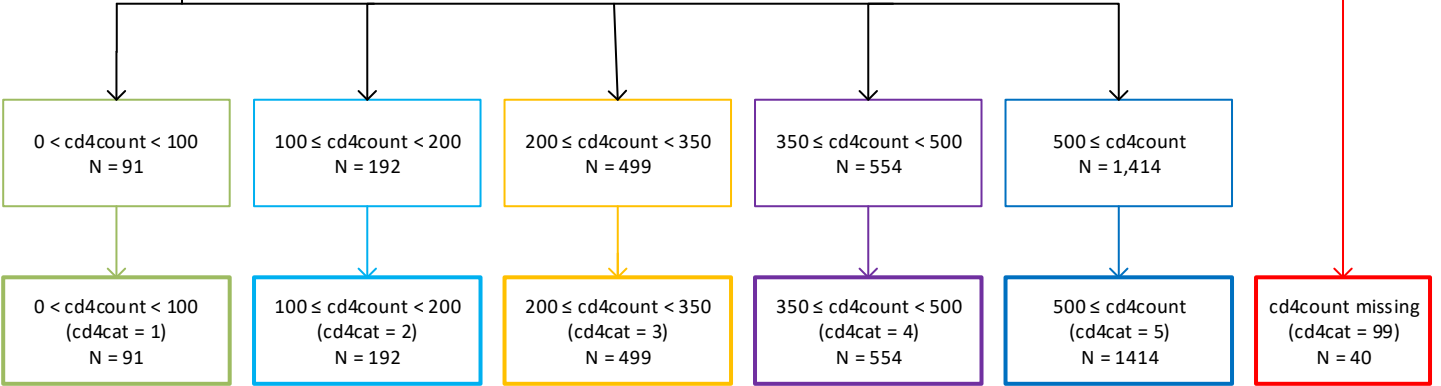 0 < cd4count < 100
N = 91
100 ≤ cd4count < 200
N = 192
200 ≤ cd4count < 350
N = 499
350 ≤ cd4count < 500
N = 554
500 ≤ cd4count
N = 1,414
0 < cd4count < 100
(cd4cat = 1)
N = 91
100 ≤ cd4count < 200
(cd4cat = 2)
N = 192
200 ≤ cd4count < 350
(cd4cat = 3)
N = 499
350 ≤ cd4count < 500
(cd4cat = 4)
N = 554
500 ≤ cd4count
(cd4cat = 5)
N = 1414
cd4count missing
(cd4cat = 99)
N = 40